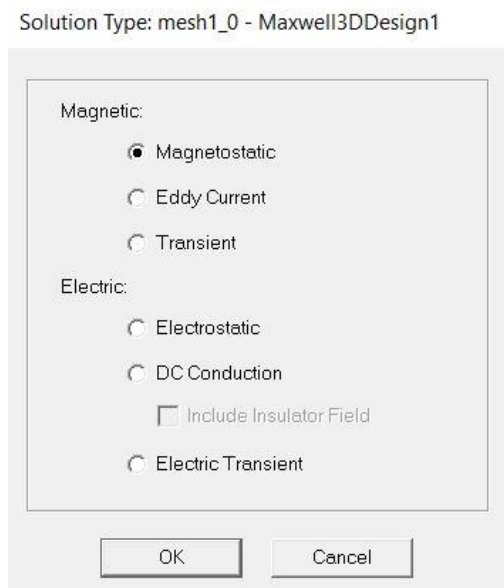 Solution Type: mesh1_0 - Maxwell3DDesign1
Magnetic:
Magnetostatic
Eddy Current
Transient
Electric:
Electrostatic
DC Conduction
Include Insulator Field
Electric Transient
OK
Cancel